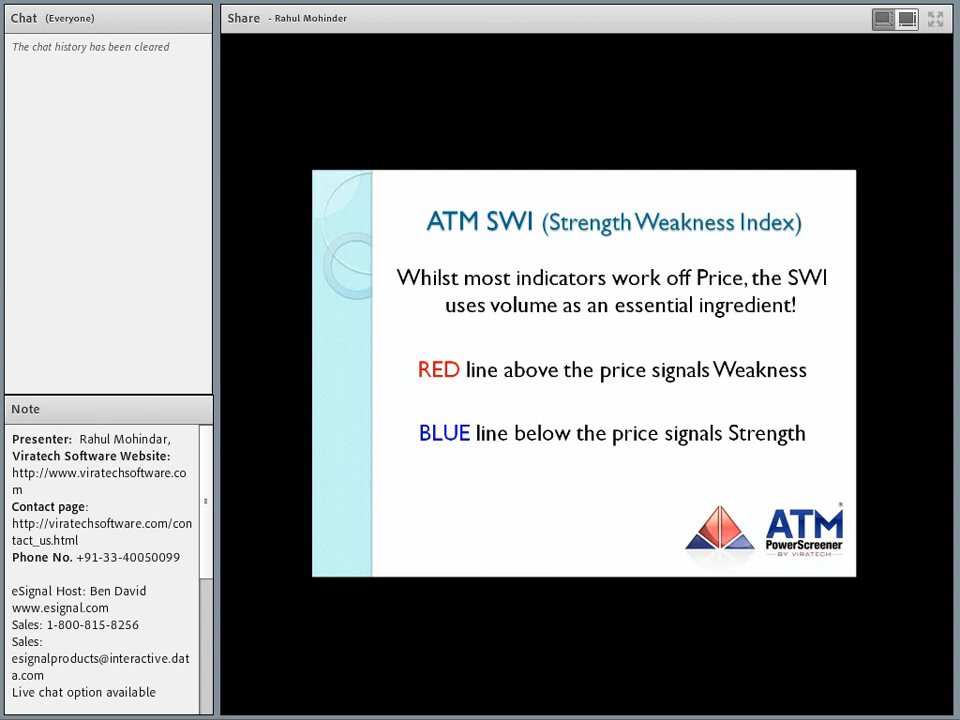 Chat (Everyone)
The chat history has been cleared
Note
Presenter: Rahul Mohindar,
Viratech Software Website:
http://www.viratechsoftware.co
m
Contact page:
http://viratechsoftware.com/con
tact_us.html
Phone No. +91-33-40050099
eSignal Host: Ben David
www.esignal.com
Sales: 1-800-815-8256
Sales:
esignalproducts@interactive.dat
a.com
Live chat option available
Share - Rahul Mohinder
ATM SWI (Strength Weakness Index)
Whilst most indicators work off Price, the SWI
uses volume as an essential ingredient!
RED line above the price signals Weakness
BLUE line below the price signals Strength
ATM®
PowerScreener
BY VIRATECH